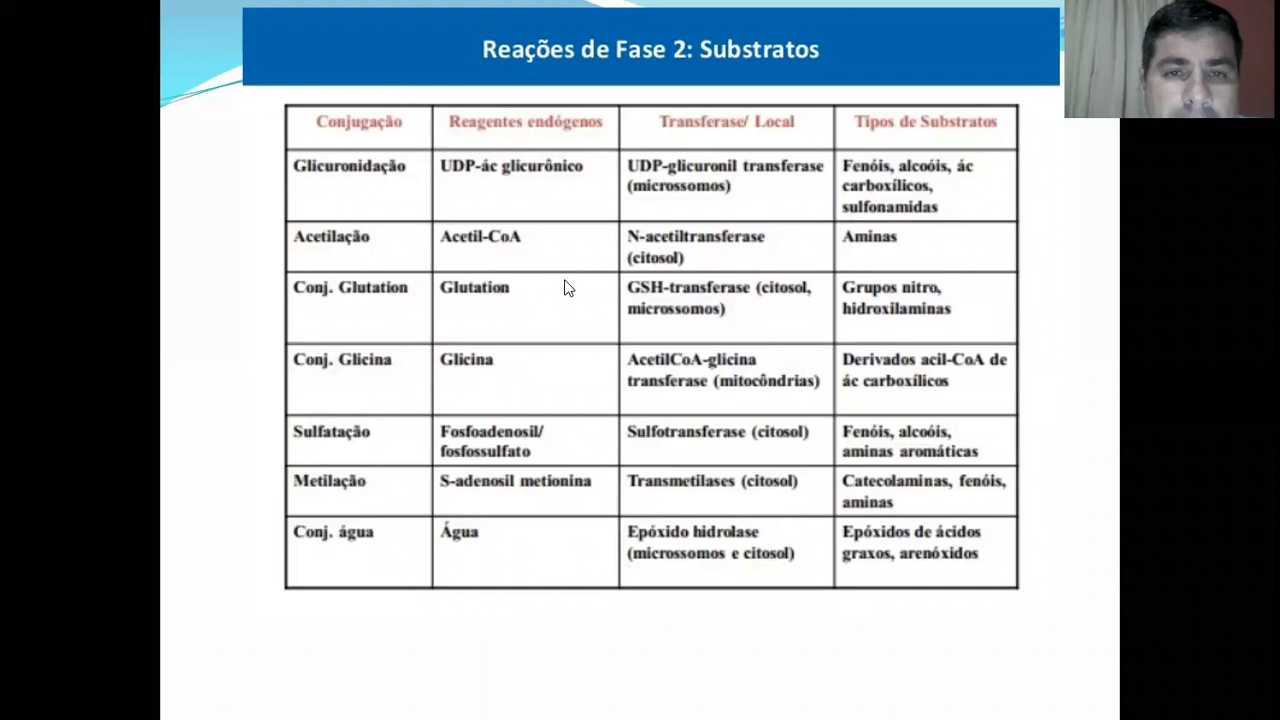 Reações de Fase 2: Substratos
Conjugação Reagentes endógenos Transferase/ Local Tipos de Substratos
Glicuronidação UDP-ác glicurônico UDP-glicuronil transferase Fenóis, alcoóis, ác
(microssomos) carboxílicos,
sulfonamidas
Acetilação Acetil-CoA N-acetiltransferase Aminas
(citosol)
Conj. Glutation Glutation GSH-transferase (citosol, Grupos nitro,
microssomos) hidroxilaminas
Conj. Glicina Glicina AcetilCoA-glicina Derivados acil-CoA de
transferase (mitocôndrias) ác carboxílicos
Sulfatação Fosfoadenosil/ Sulfotransferase (citosol) Fenóis, alcoóis,
fosfossulfato aminas aromáticas
Metilação S-adenosil metionina Transmetilases (citosol) Catecolaminas, fenóis,
aminas
Conj. água Água Epóxido hidrolase Epóxidos de ácidos
(microssomos e citosol) graxos, arenóxidos